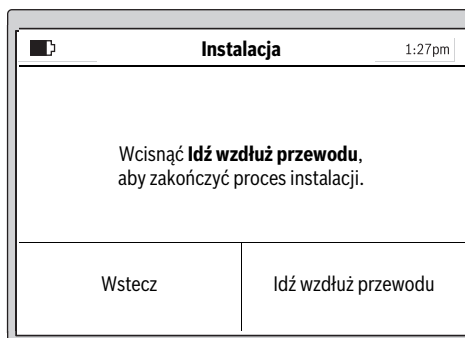 Instalacja 1:27pm
Wcisnąć Idź wzdłuż przewodu,
aby zakończyć proces instalacji.
Wstecz Idź wzdłuż przewodu